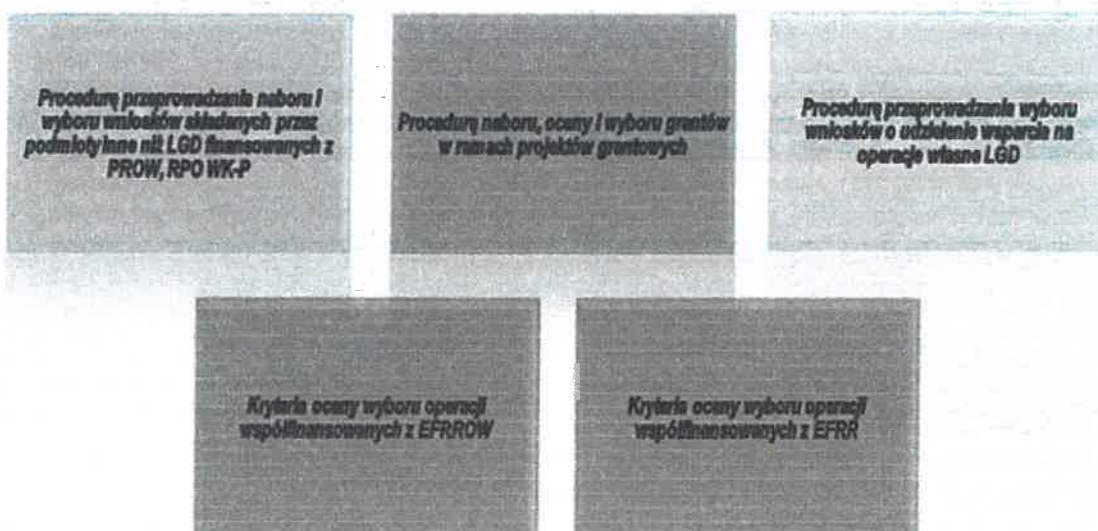 Procedurę przeprowadzania naboru i
wyboru wniosków składanych przez
podmioty inne niż LGD finansowanych z
PROW, RPO WK-P
Procedurę naboru, oceny i wyboru grantów
w ramach projektów grantowych
Procedurę przeprowadzania wyboru
wniosków o udzielenie wsparcia na
operacje własne LGD
Kryteria oceny wyboru operacji
współfinansowanych z EFRROW
Kryteria oceny wyboru operacji
współfinansowanych z EFRR